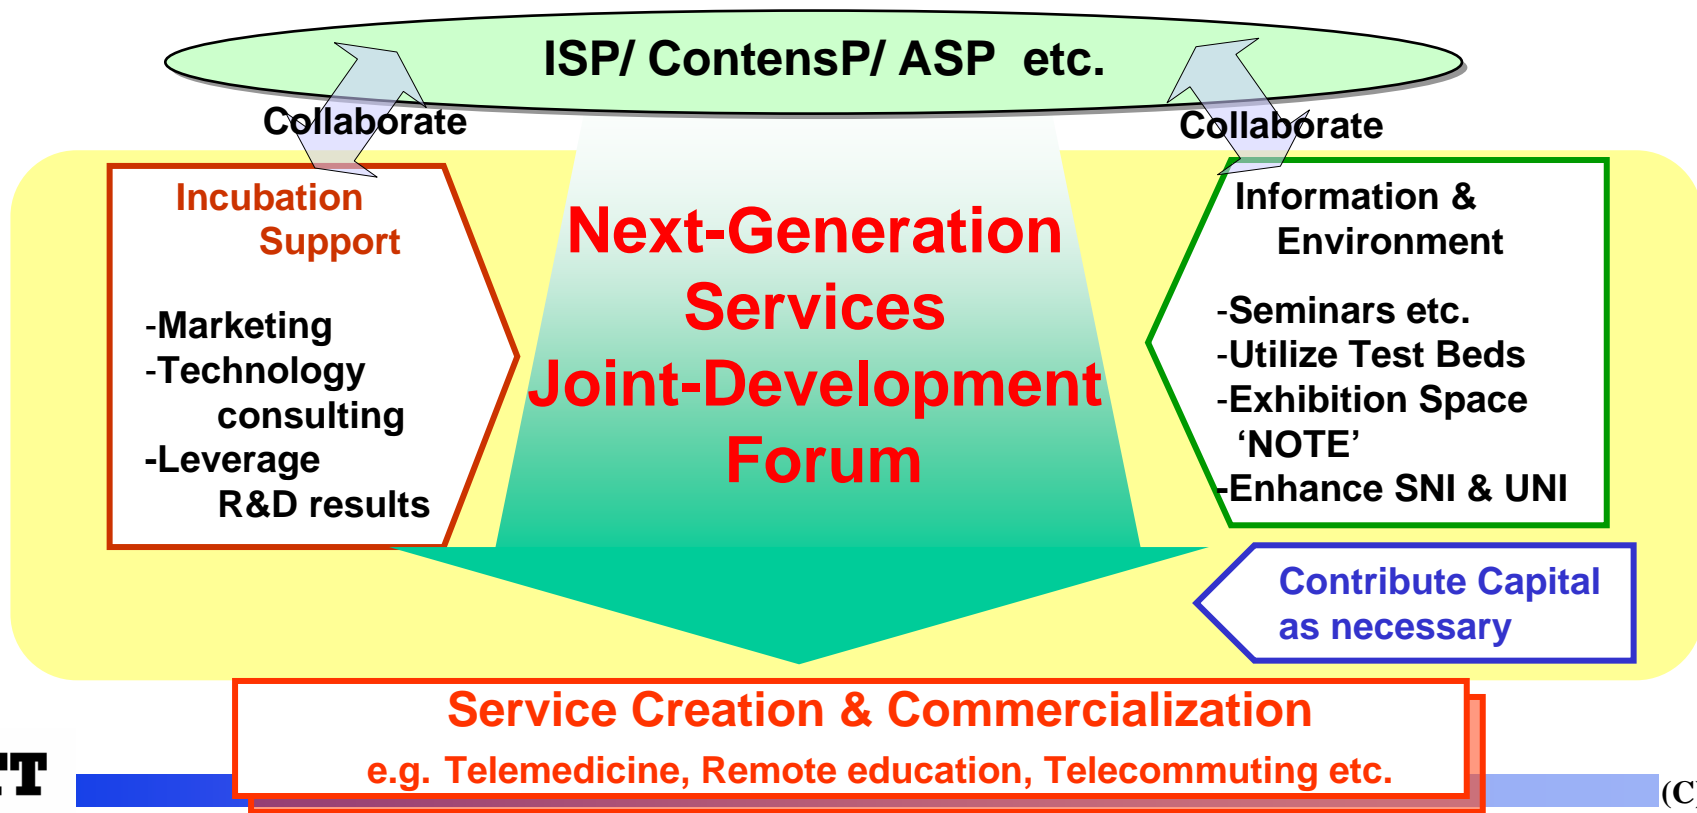 ISP/ ContensP/ ASP etc.
Collaborate
Collaborate
Incubation
Support
-Marketing
-Technology
consulting
-Leverage
R&D results
Next-Generation
Services
Joint-Development
Forum
Information &
Environment
-Seminars etc.
-Utilize Test Beds
-Exhibition Space
‘NOTE’
-Enhance SNI & UNI
Contribute Capital
as necessary
Service Creation & Commercialization
e.g. Telemedicine, Remote education, Telecommuting etc.